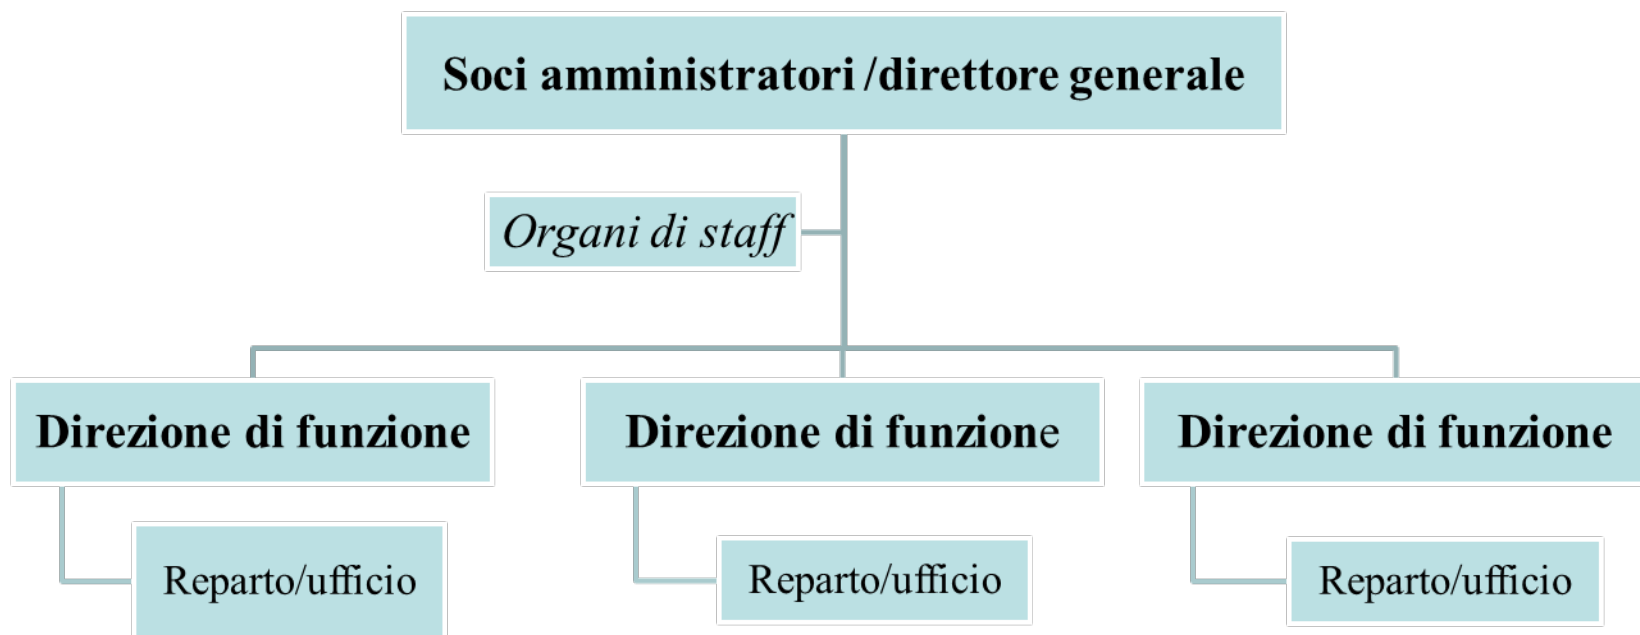 Soci amministratori /direttore generale
Organi di staff
Direzione di funzione
Direzione di funzione
Direzione di funzione
Reparto/ufficio
Reparto/ufficio
Reparto/ufficio